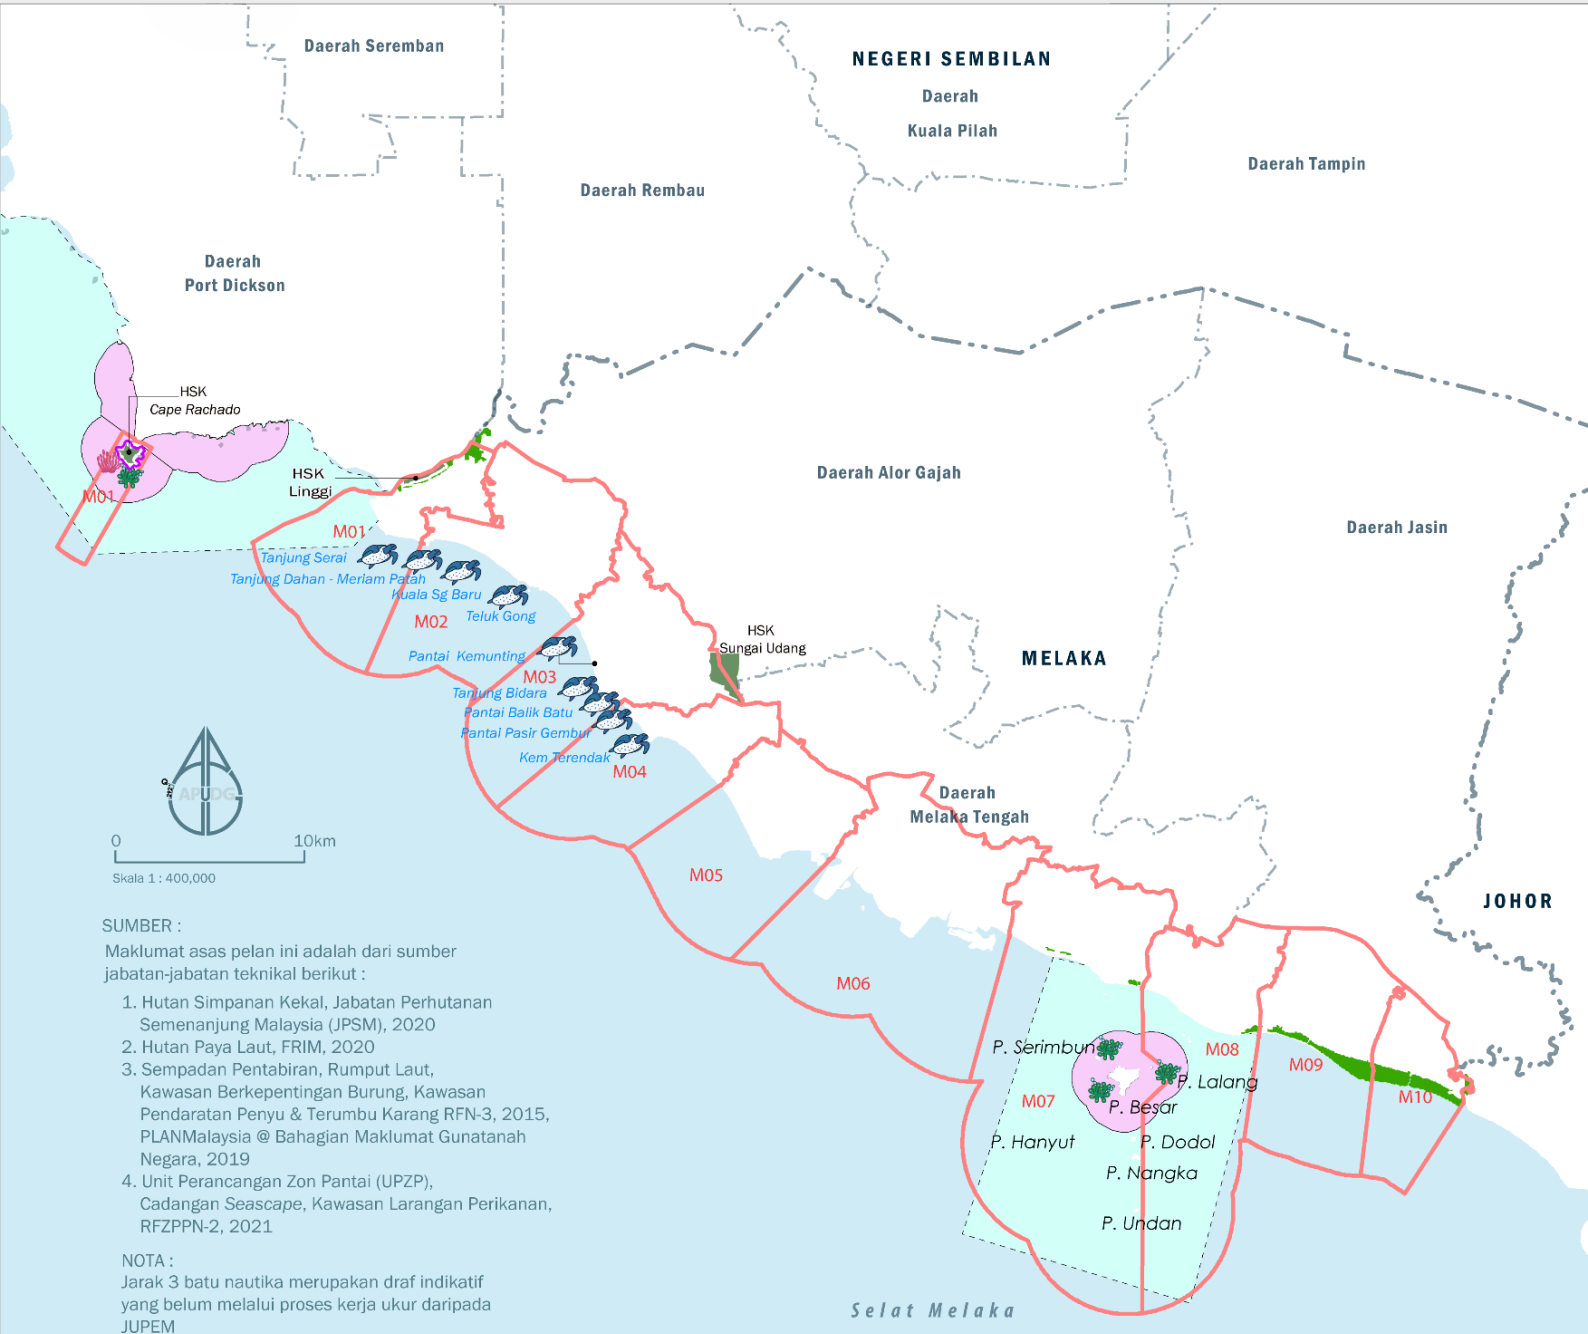 Daerah Seremban
NEGERI SEMBILAN
Daerah
Kuala Pilah
Daerah Tampin
Daerah Rembau
Daerah
Port Dickson
HSK
Cape Rachado
HSK
Linggi
Daerah Alor Gajah
Daerah Jasin
M01
M01
Tanjung Serai
Tanjung Dahan - Meriam Patah
Kuala Sg Baru
Teluk Gong
M02
HSK
Sungai Udang
MELAKA
Pantai Kemunting
M03
Tanjung Bidara
Pantai Balik Batu
Pantai Pasir Gembur
Kem Terendak
M04
Daerah
Melaka Tengah
APUDG
0 10km
Skala 1 : 400,000
M05
JOHOR
M06
P. Serimbun
M08
M09
P. Lalang
M10
M07
P. Besar
P. Hanyut
P. Dodol
P. Nangka
P. Undan
Selat Melaka
SUMBER :
Maklumat asas pelan ini adalah dari sumber
jabatan-jabatan teknikal berikut :
1. Hutan Simpanan Kekal, Jabatan Perhutanan
Semenanjung Malaysia (JPSM), 2020
2. Hutan Paya Laut, FRIM, 2020
3. Sempadan Pentabiran, Rumput Laut,
Kawasan Berkepentingan Burung, Kawasan
Pendaratan Penyu & Terumbu Karang RFN-3, 2015,
PLANMalaysia @ Bahagian Maklumat Gunatanah
Negara, 2019
4. Unit Perancangan Zon Pantai (UPZP),
Cadangan Seascape, Kawasan Larangan Perikanan,
RFZPPN-2, 2021
NOTA :
Jarak 3 batu nautika merupakan draf indikatif
yang belum melalui proses kerja ukur daripada
JUPEM